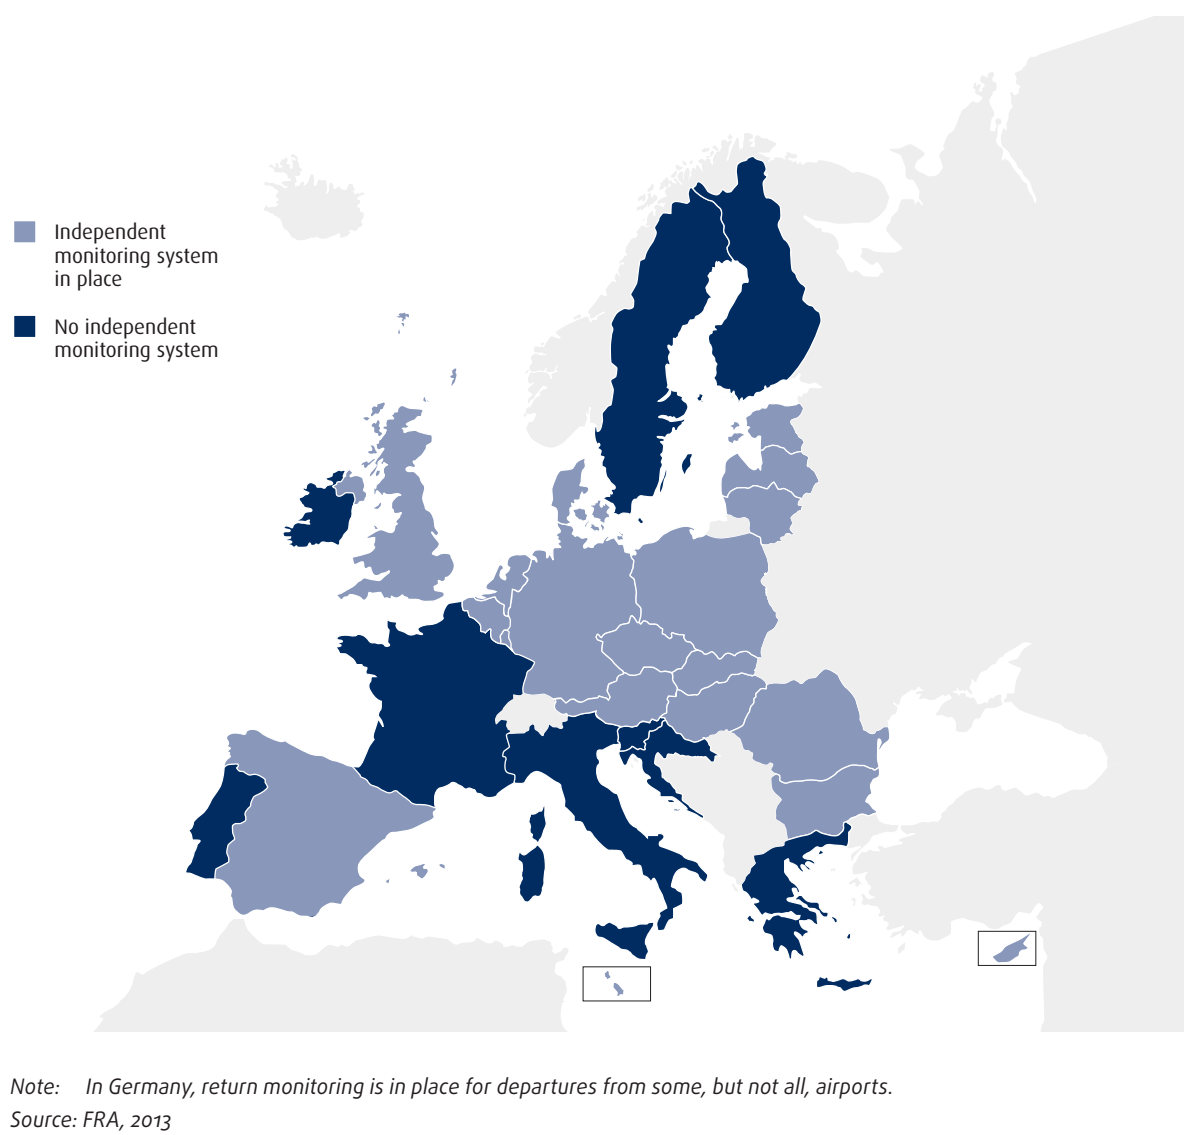 Independent
monitoring system
in place
No independent
monitoring system
Note: In Germany, return monitoring is in place for departures from some, but not all, airports.
Source: FRA, 2013